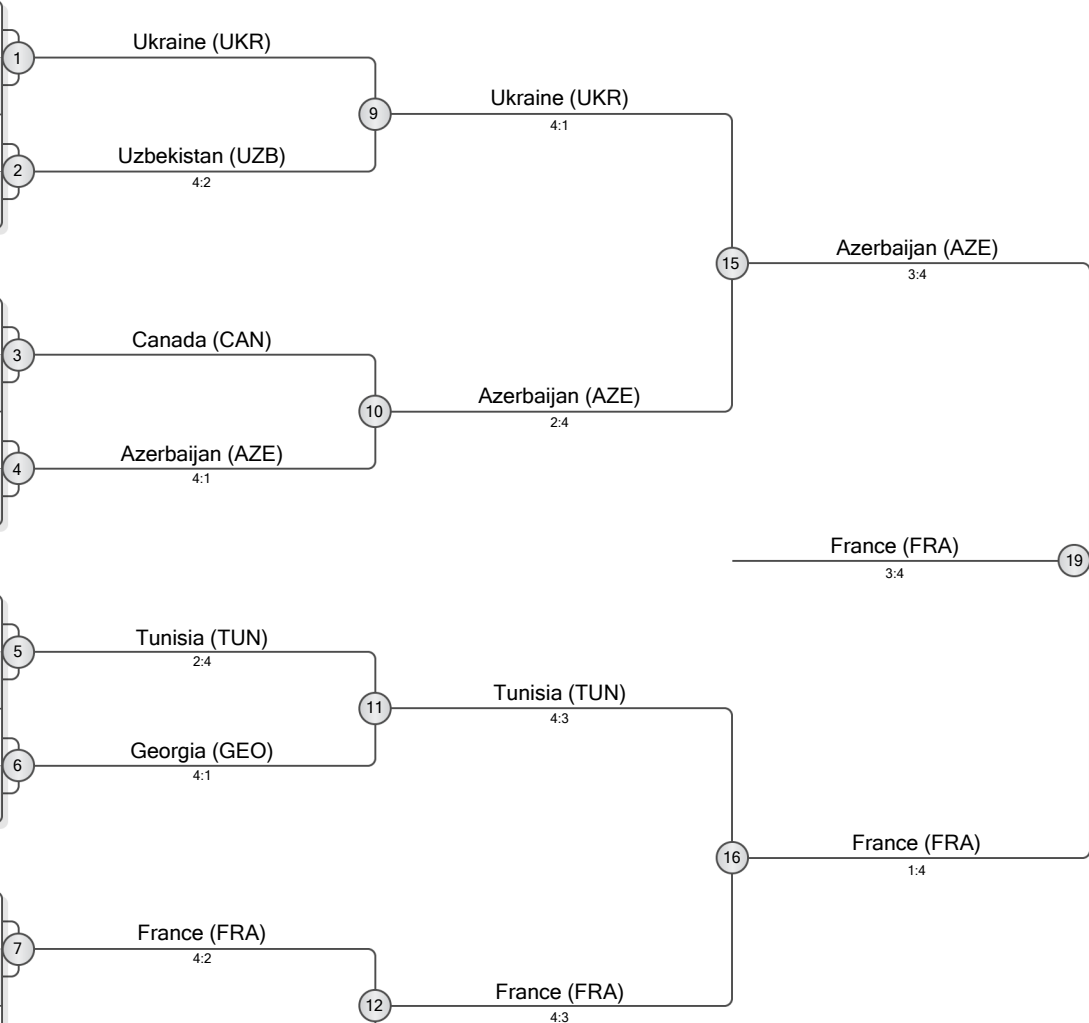 Ukraine (UKR)
1
Ukraine (UKR)
9
4:1
Uzbekistan (UZB)
2
4:2
Azerbaijan (AZE)
15
3:4
Canada (CAN)
3
Azerbaijan (AZE)
10
2:4
Azerbaijan (AZE)
4
4:1
France (FRA)
19
3:4
Tunisia (TUN)
5
2:4
Tunisia (TUN)
11
4:3
Georgia (GEO)
6
4:1
France (FRA)
16
1:4
France (FRA)
7
4:2
France (FRA)
12
4:3